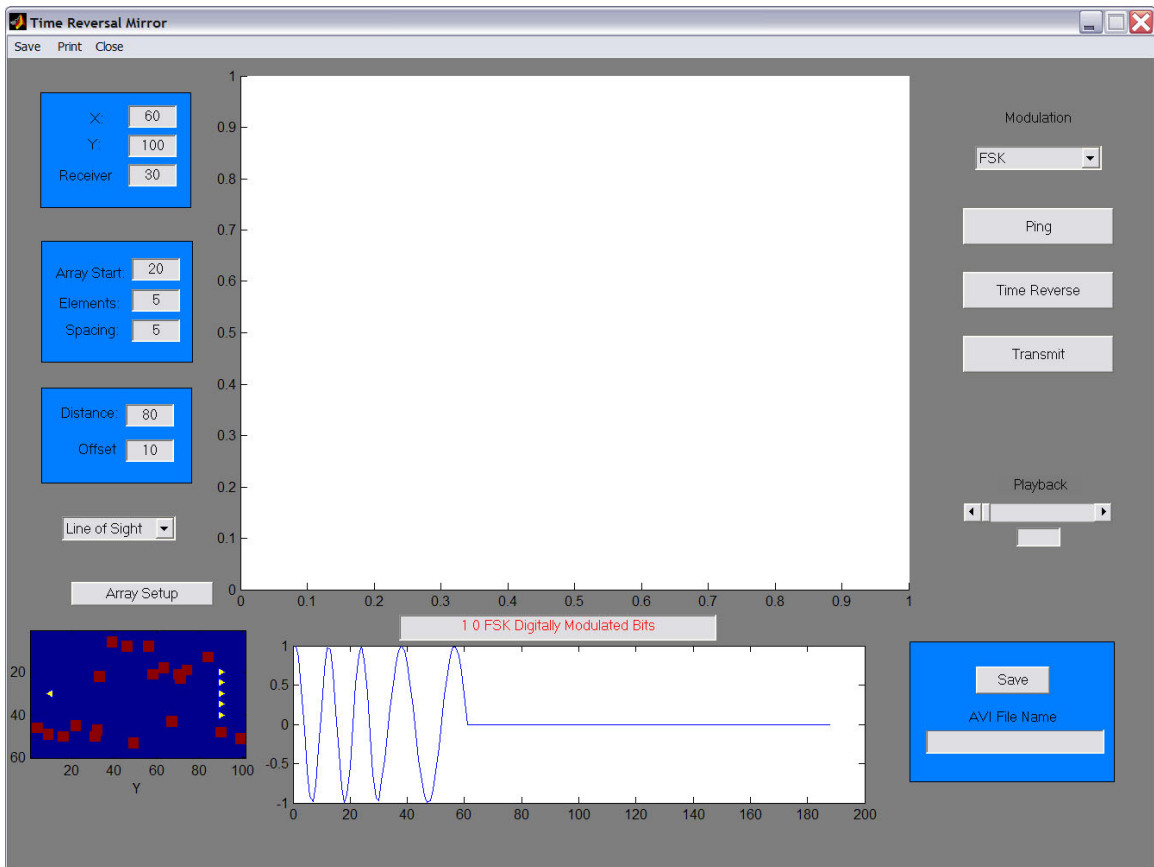 Time Reversal Mirror
Save Print Close
X: 60
Y: 100
Receiver 30
Array Start: 20
Elements: 5
Spacing: 5
Distance: 80
Offset 10
Line of Sight
Array Setup
1
0.9
0.8
0.7
0.6
0.5
0.4
0.3
0.2
0.1
0
0 0.1 0.2 0.3 0.4 0.5 0.6 0.7 0.8 0.9 1
Modulation
FSK
Ping
Time Reverse
Transmit
Playback
20
40
60
20 40 60 80 100
Y
1 0 FSK Digitally Modulated Bits
1
0.5
0
-0.5
-1
0 20 40 60 80 100 120 140 160 180 200
Save
AVI File Name